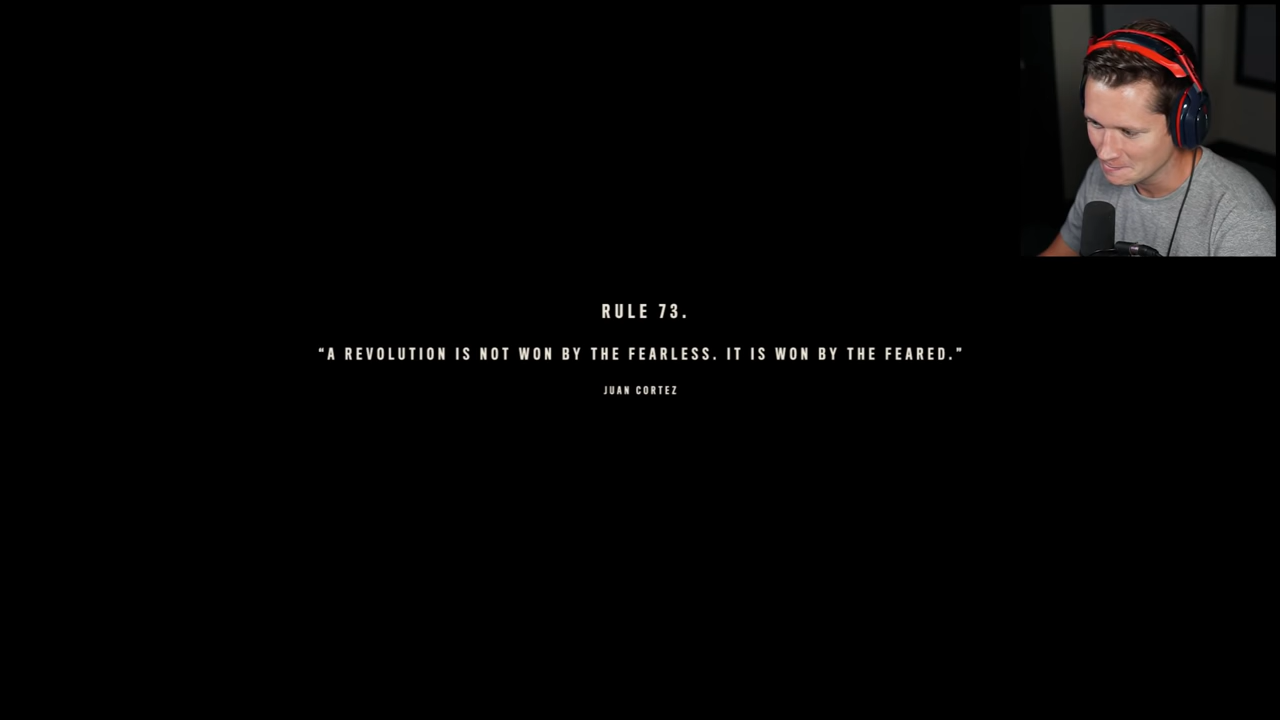 RULE 73.
“A REVOLUTION IS NOT WON BY THE FEARLESS. IT IS WON BY THE FEARED.”
JUAN CORTEZ